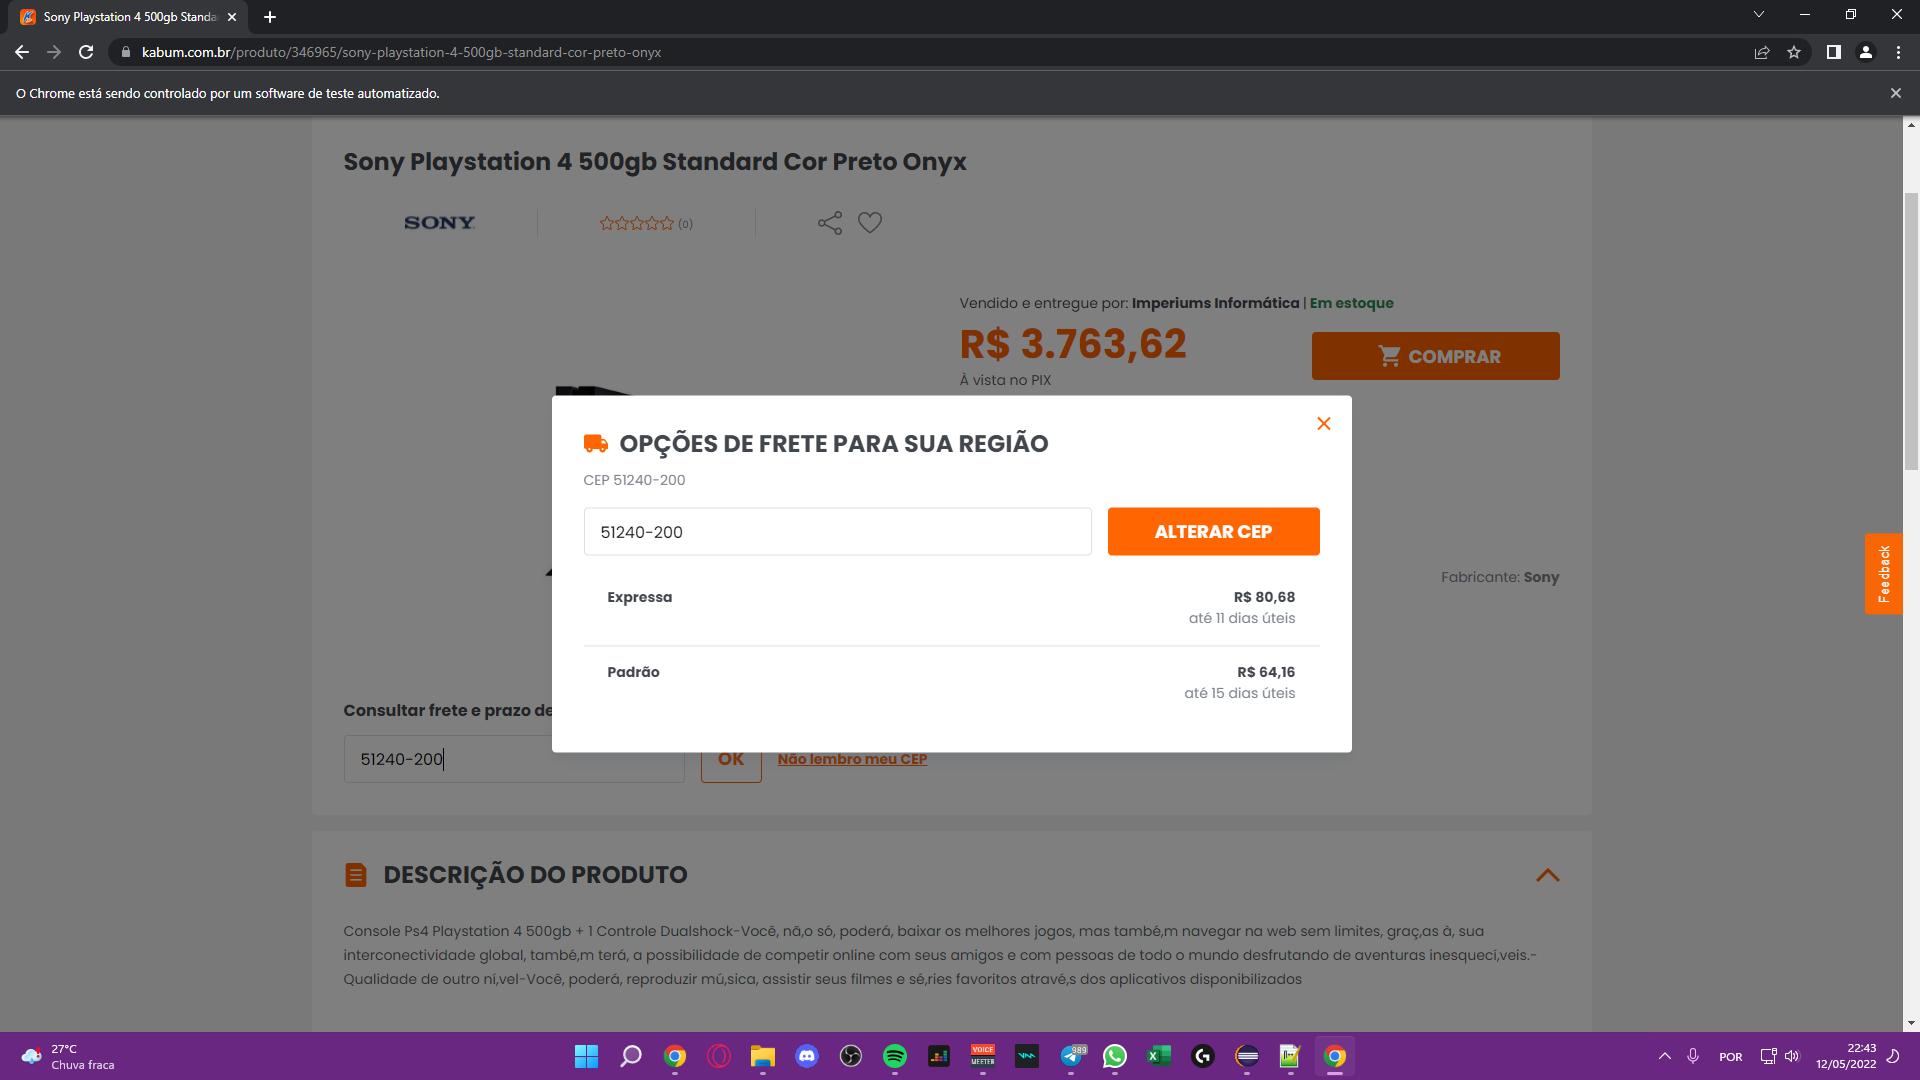 Sony Playstation 4 500gb Standa
kabum.com.br/produto/346965/sony-playstation-4-500gb-standard-cor-preto-onyx
O Chrome está sendo controlado por um software de teste automatizado.
Sony Playstation 4 500gb Standard Cor Preto Onyx
SONY
(0)
Vendido e entregue por: Imperiums Informática | Em estoque
R$ 3.763,62
COMPRAR
À vista no PIX
OPÇÕES DE FRETE PARA SUA REGIÃO
CEP 51240-200
51240-200
ALTERAR CEP
Expressa
R$ 80,68
até 11 dias úteis
Padrão
R$ 64,16
até 15 dias úteis
Fabricante: Sony
Feedback
Consultar frete e prazo de
51240-200
OK
Não lembro meu CEP
DESCRIÇÃO DO PRODUTO
Console Ps4 Playstation 4 500gb + 1 Controle Dualshock-Você, nã,o só, poderá, baixar os melhores jogos, mas també,m navegar na web sem limites, graç,as à, sua
interconectividade global, també,m terá, a possibilidade de competir online com seus amigos e com pessoas de todo o mundo desfrutando de aventuras inesquecí,veis.-
Qualidade de outro ní,vel-Você, poderá, reproduzir mú,sica, assistir seus filmes e sé,ries favoritos atravé,s dos aplicativos disponibilizados
27°C
Chuva fraca
VOICE
MEETER
989
POR
22:43
12/05/2022